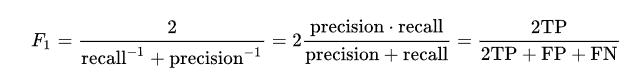 F₁ = 2 / (recall⁻¹ + precision⁻¹) = 2 (precision · recall) / (precision + recall) = 2TP / (2TP + FP + FN)